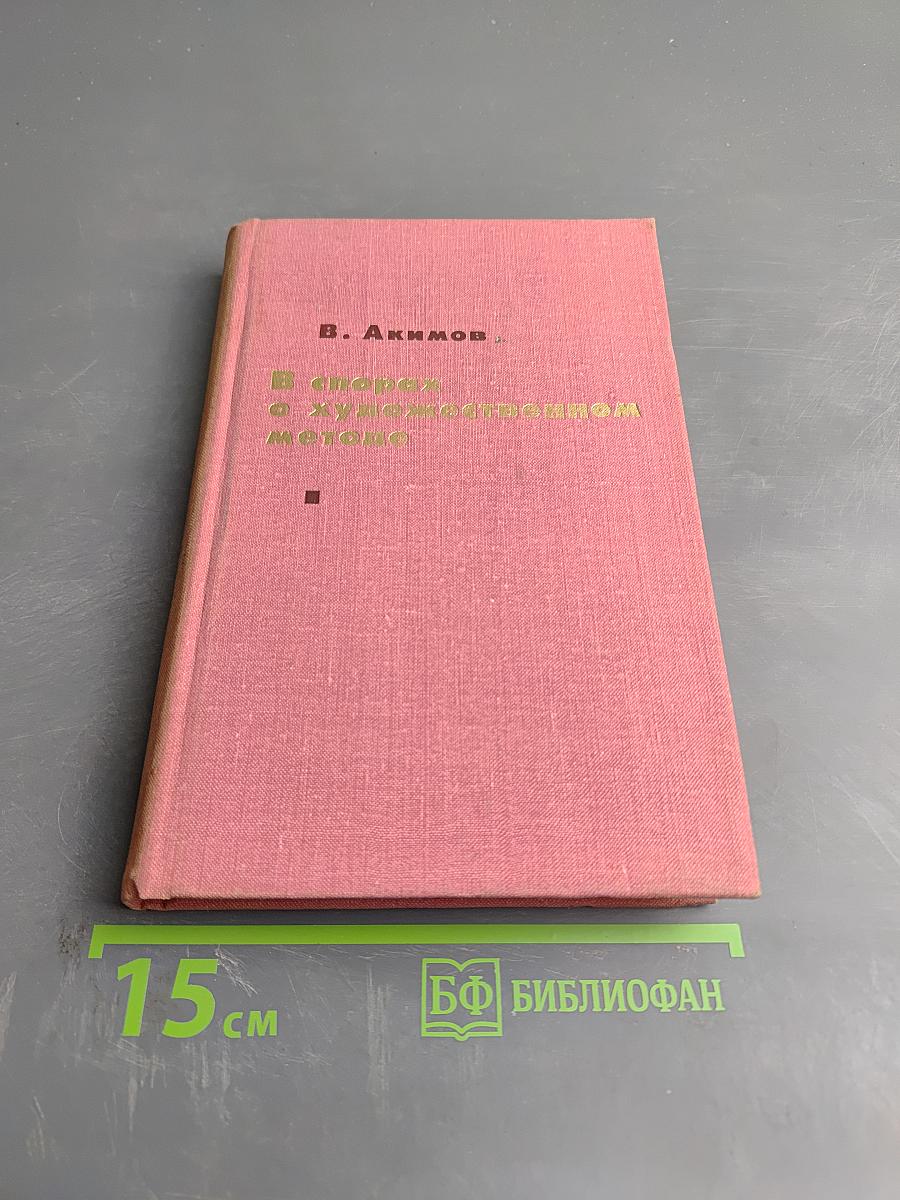 В. Акимов
В спорах
о художественном
методе
15 см
БФ БИБЛИОФАН